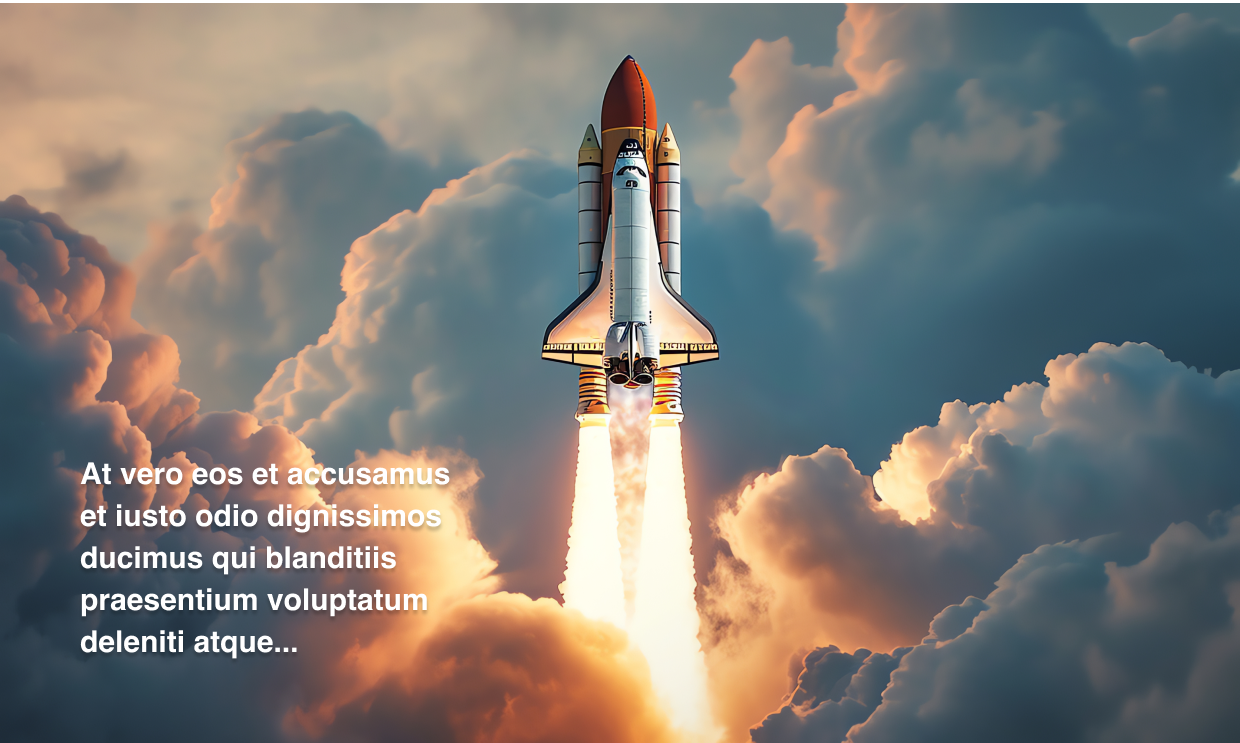 At vero eos et accusamus
et iusto odio dignissimos
ducimus qui blanditiis
praesentium voluptatum
deleniti atque...